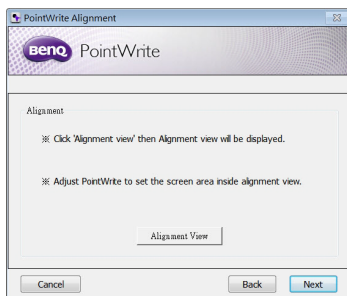 PointWrite Alignment
BenQ PointWrite
Alignment
※ Click 'Alignment view' then Alignment view will be displayed.
※ Adjust PointWrite to set the screen area inside alignment view.
Alignment View
Cancel Back Next